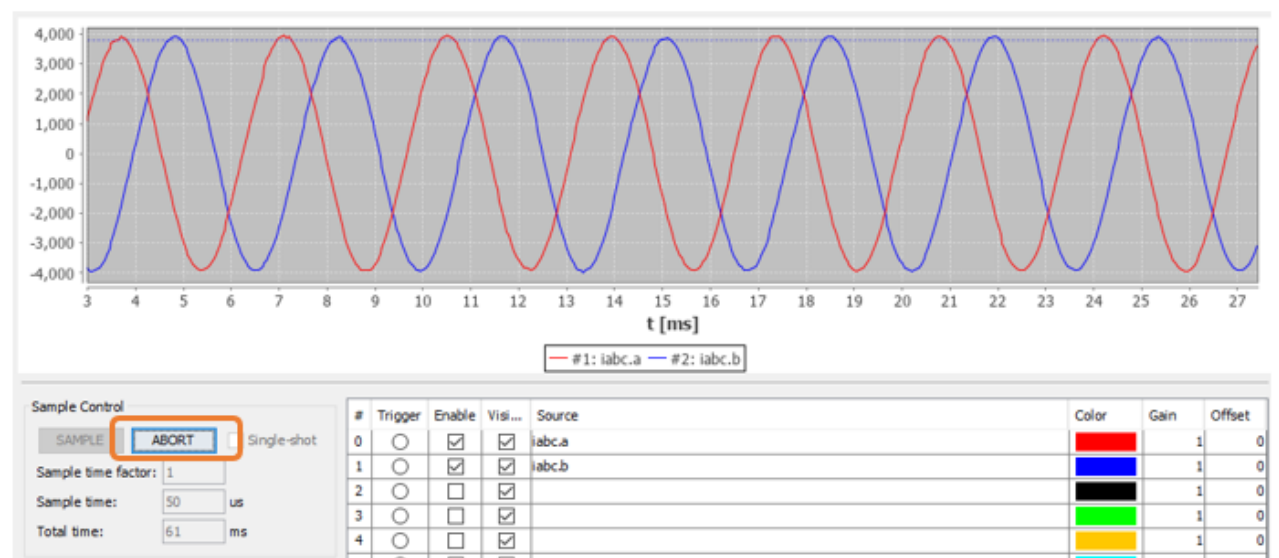 4,000
3,000
2,000
1,000
0
-1,000
-2,000
-3,000
-4,000
3 4 5 6 7 8 9 10 11 12 13 14 15 16 17 18 19 20 21 22 23 24 25 26 27
t [ms]
#1: iabc.a #2: iabc.b
Sample Control
SAMPLE ABORT Single-shot
Sample time factor: 1
Sample time: 50 us
Total time: 61 ms
# Trigger Enable Visi... Source Color Gain Offset
0 iabc.a 1 0
1 iabc.b 1 0
2 1 0
3 1 0
4 1 0